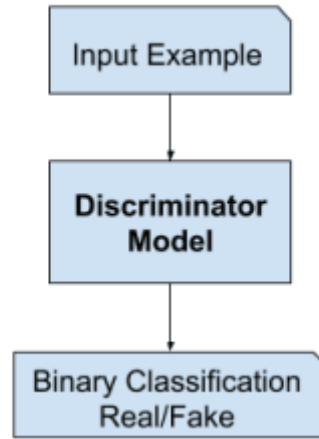 Input Example
Discriminator
Model
Binary Classification
Real/Fake